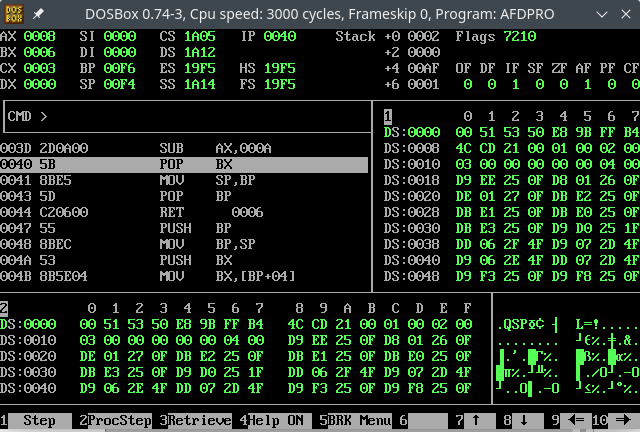 DOSBox 0.74-3, Cpu speed: 3000 cycles, Frameskip 0, Program: AFDPRO
AX 0008 SI 0000 CS 1A05 IP 0040 Stack +0 0002 Flags 7210
BX 0006 DI 0000 DS 1A12 +2 0000
CX 0003 BP 00F6 ES 19F5 HS 19F5 +4 00AF OF DF IF SF ZF AF PF CF
DX 0000 SP 00F4 SS 1A14 FS 19F5 +6 0001 0 0 1 0 0 1 0 0
CMD >
003D 2D0A00 SUB AX,000A
0040 5B POP BX
0041 8BE5 MOV SP,BP
0043 5D POP BP
0044 C20600 RET 0006
0047 55 PUSH BP
0048 8BEC MOV BP,SP
004A 53 PUSH BX
004B 8B5E04 MOV BX,[BP+04]
1 0 1 2 3 4 5 6 7
DS:0000 00 51 53 50 E8 9B FF B4
DS:0008 4C CD 21 00 01 00 02 00
DS:0010 03 00 00 00 00 00 04 00
DS:0018 D9 EE 25 0F D8 01 26 0F
DS:0020 DE 01 27 0F DB E2 25 0F
DS:0028 DB E1 25 0F DB E0 25 0F
DS:0030 DB E3 25 0F D9 D0 25 1F
DS:0038 DD 06 2F 4F D9 07 2D 4F
DS:0040 D9 06 2E 4F DD 07 2D 4F
DS:0048 D9 F3 25 0F D9 F8 25 0F
2 0 1 2 3 4 5 6 7 8 9 A B C D E F
DS:0000 00 51 53 50 E8 9B FF B4 4C CD 21 00 01 00 02 00 .QSPΦ¢ ┤ L=!.....
DS:0010 03 00 00 00 00 00 04 00 D9 EE 25 0F D8 01 26 0F ........ ┘€%.╪.&.
DS:0020 DE 01 27 0F DB E2 25 0F DB E1 25 0F DB E0 25 0F ▐.'.█Γ%. █ß%.█α%.
DS:0030 DB E3 25 0F D9 D0 25 1F DD 06 2F 4F D9 07 2D 4F █π%.┘╨%. ▌./O┘.-O
DS:0040 D9 06 2E 4F DD 07 2D 4F D9 F3 25 0F D9 F8 25 0F ┘..O▌.-O ┘≤%.┘°%.
1 Step 2 ProcStep 3 Retrieve 4 Help ON 5 BRK Menu 6 7 ↑ 8 ↓ 9 ← 10 →